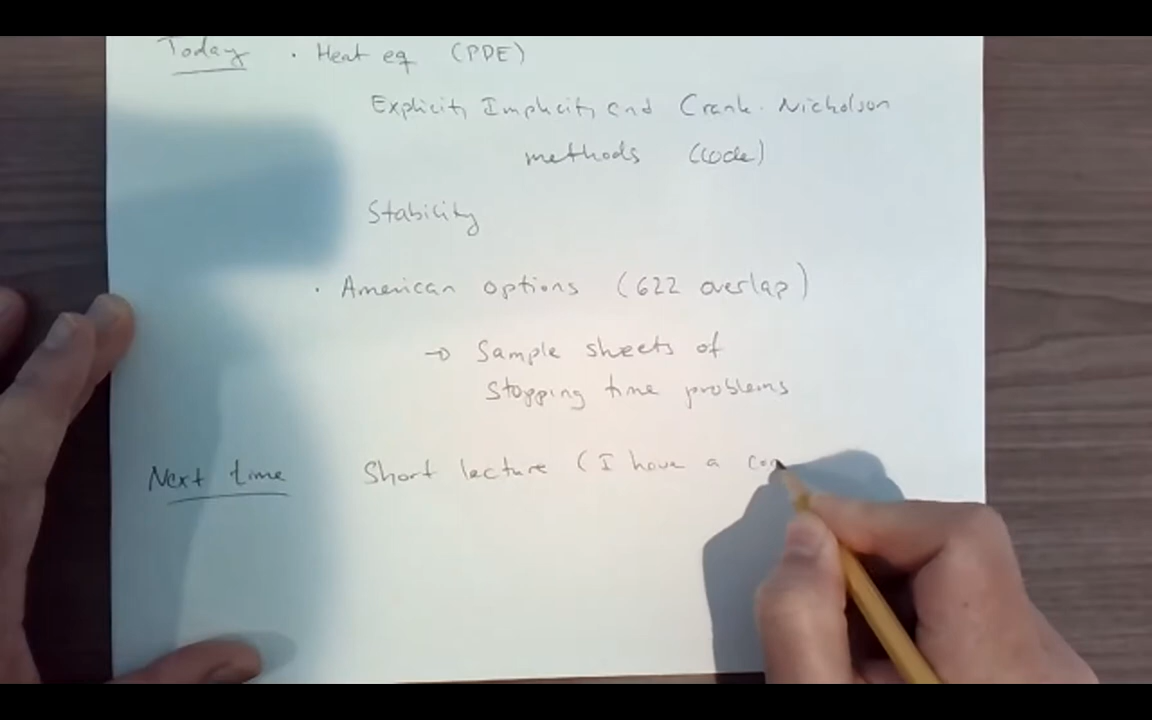 Today · Heat eq (PDE)
Explicit, Implicit, and Crank-Nicholson
methods (code)
Stability
· American options (622 overlap)
→ Sample sheets of
stopping time problems
Next time Short lecture (I have a con